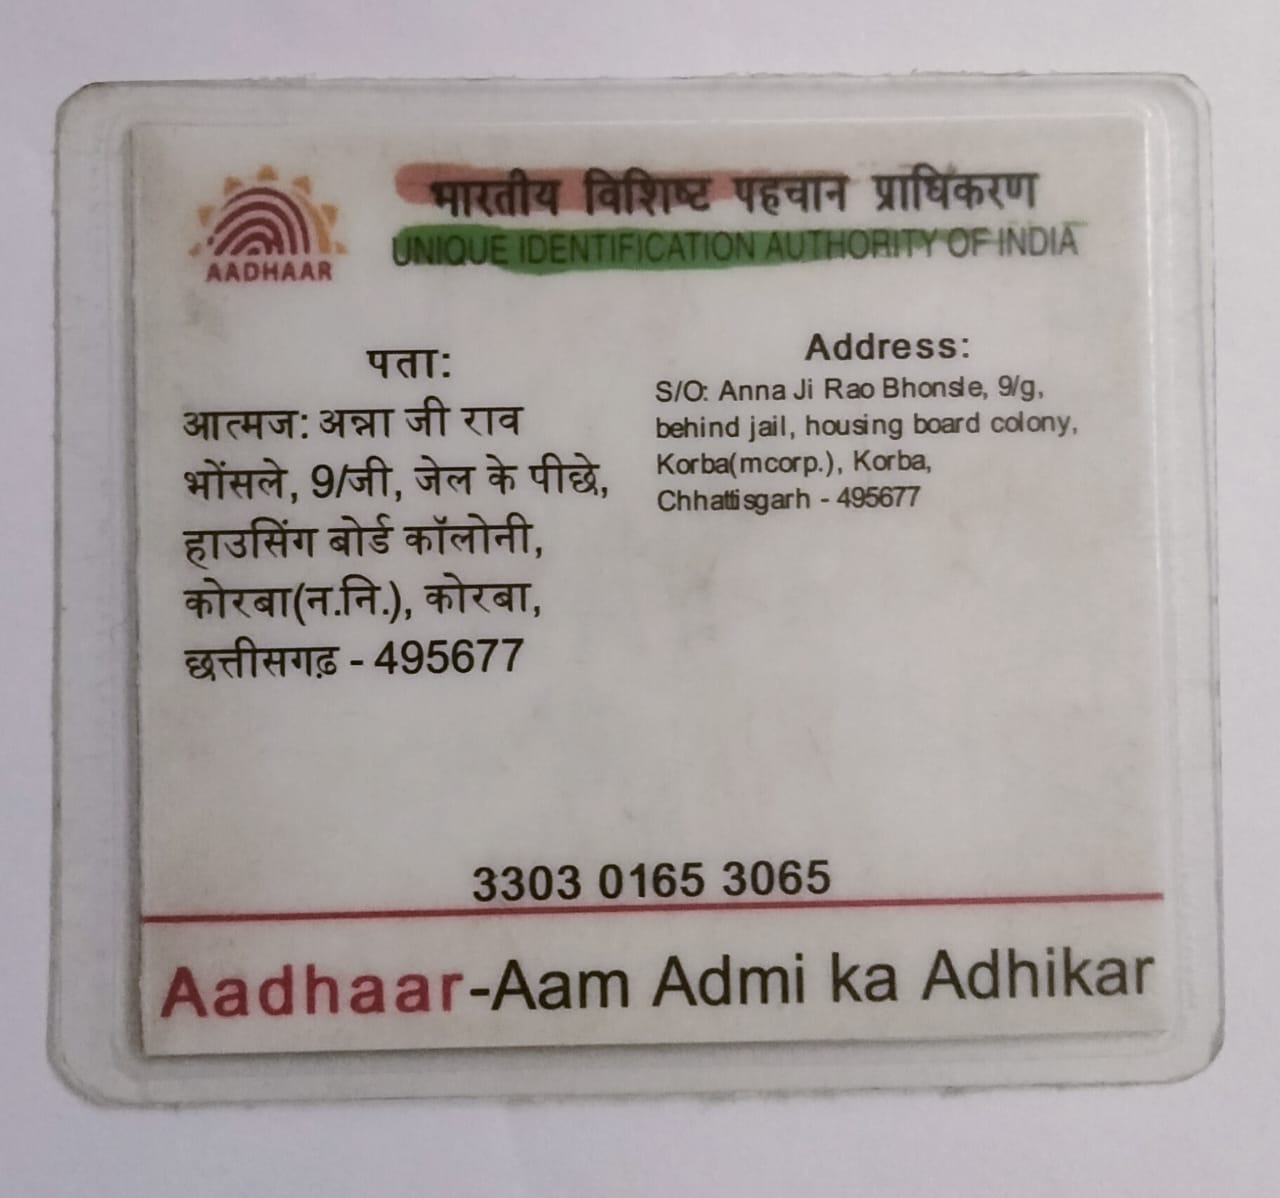 AADHAAR
भारतीय विशिष्ट पहचान प्राधिकरण
UNIQUE IDENTIFICATION AUTHORITY OF INDIA
पता:
आत्मज: अन्ना जी राव
भोंसले, 9/जी, जेल के पीछे,
हाउसिंग बोर्ड कॉलोनी,
कोरबा(न.नि.), कोरबा,
छत्तीसगढ़ - 495677
Address:
S/O: Anna Ji Rao Bhonsle, 9/g,
behind jail, housing board colony,
Korba(mcorp.), Korba,
Chhattisgarh - 495677
3303 0165 3065
Aadhaar-Aam Admi ka Adhikar